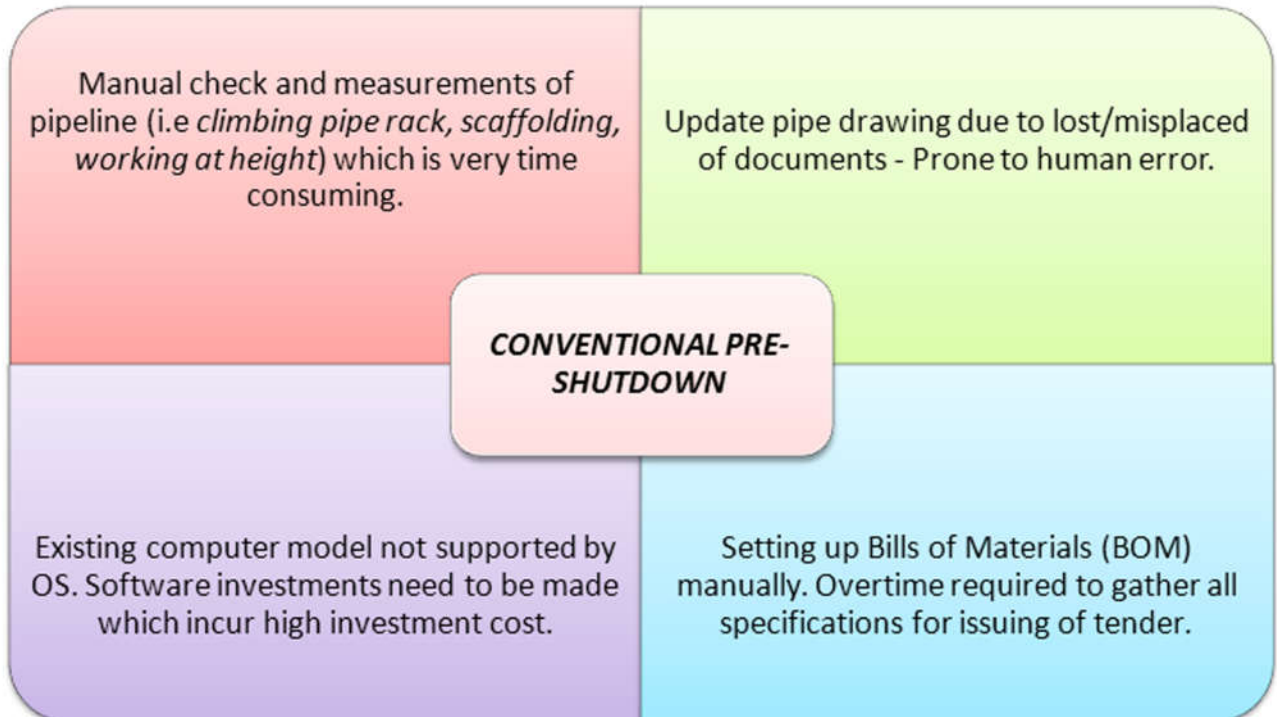 Manual check and measurements of
pipeline (i.e climbing pipe rack, scaffolding,
working at height) which is very time
consuming.
Update pipe drawing due to lost/misplaced
of documents - Prone to human error.
CONVENTIONAL PRE-
SHUTDOWN
Existing computer model not supported by
OS. Software investments need to be made
which incur high investment cost.
Setting up Bills of Materials (BOM)
manually. Overtime required to gather all
specifications for issuing of tender.